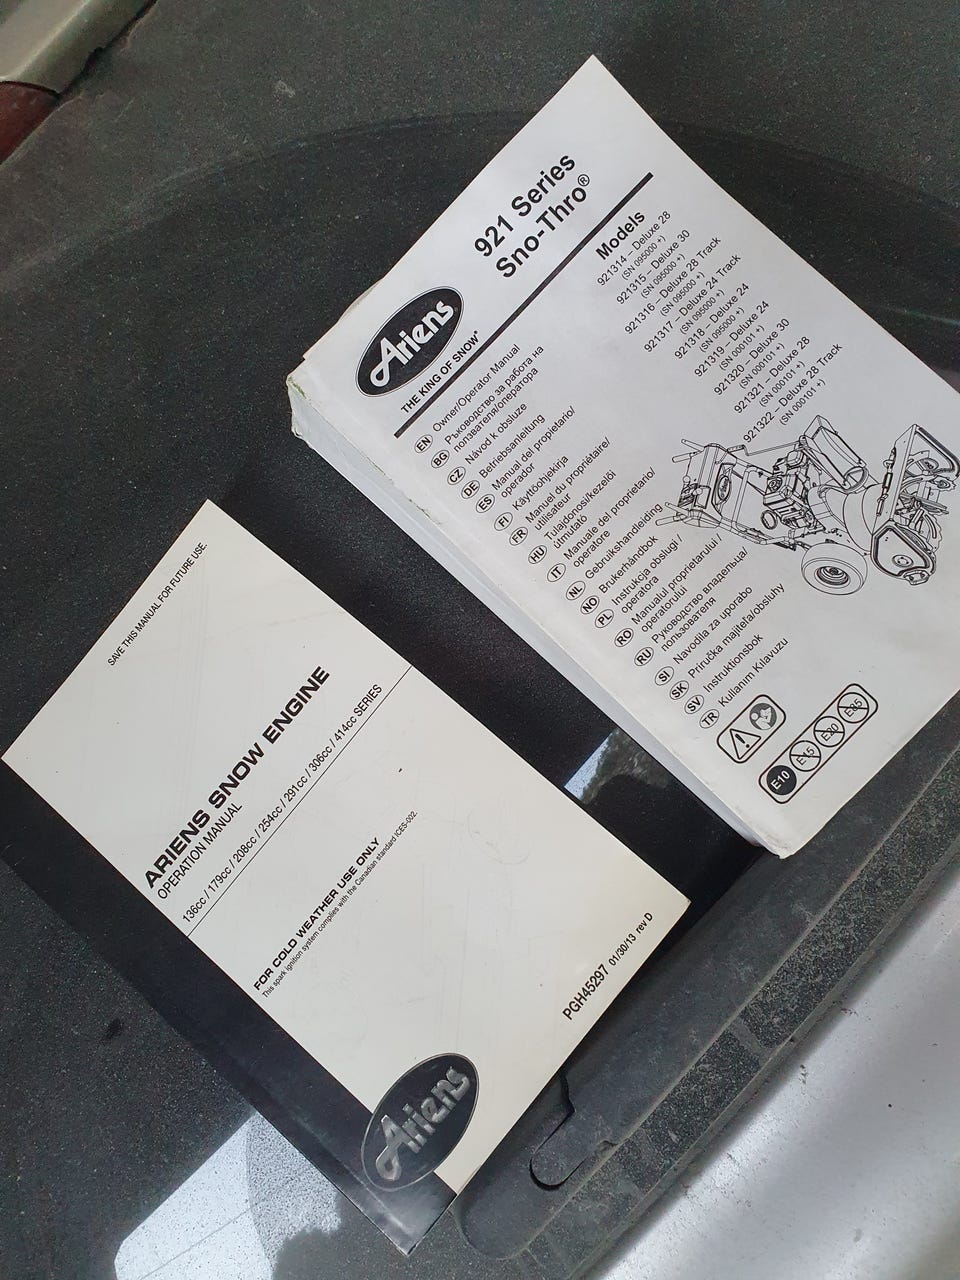 921 Series
Sno-Thro®
Models
921314 – Deluxe 28
(SN 095000 +)
921315 – Deluxe 30
(SN 095000 +)
921316 – Deluxe 28 Track
(SN 095000 +)
921317 – Deluxe 24 Track
(SN 095000 +)
921318 – Deluxe 24
(SN 095000 +)
921319 – Deluxe 24
(SN 000101 +)
921320 – Deluxe 30
(SN 000101 +)
921321 – Deluxe 28
(SN 000101 +)
921322 – Deluxe 28 Track
(SN 000101 +)
Ariens
THE KING OF SNOW®
EN Owner/Operator Manual
BG Ръководство за работа на
ползвателя/оператора
CZ Návod k obsluze
DE Betriebsanleitung
ES Manual del propietario/
operador
FI Käyttöohjekirja
FR Manuel du propriétaire/
utilisateur
HU Tulajdonosi/kezelői
útmutató
IT Manuale del proprietario/
operatore
NL Gebruikshandleiding
NO Brukerhåndbok
PL Instrukcja obsługi /
operatora
RO Manualul proprietarului /
operatorului
RU Руководство владельца/
пользователя
SI Navodila za uporabo
SK Príručka majiteľa/obsluhy
SV Instruktionsbok
TR Kullanım Kılavuzu
E10 E15 E30 E85
SAVE THIS MANUAL FOR FUTURE USE.
ARIENS SNOW ENGINE
OPERATION MANUAL
136cc / 179cc / 208cc / 254cc / 291cc / 306cc / 414cc SERIES
FOR COLD WEATHER USE ONLY
This spark ignition system complies with the Canadian standard ICES-002.
PGH45297 01/30/13 rev D
Ariens